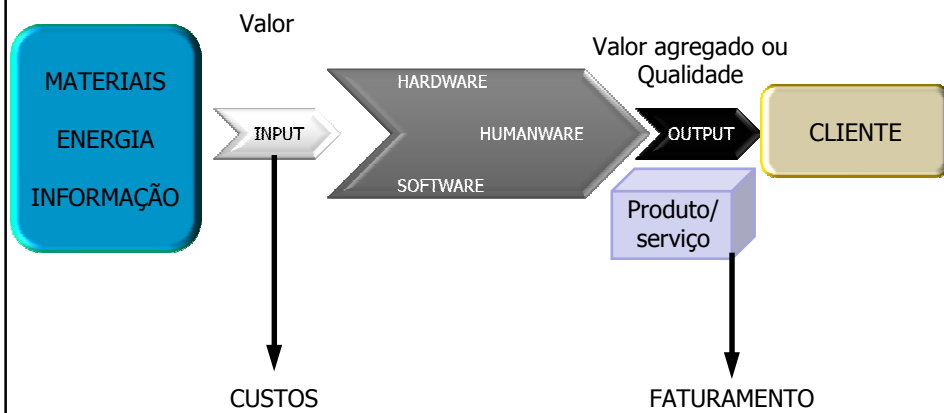 Valor
Valor agregado ou
Qualidade
MATERIAIS
ENERGIA
INFORMAÇÃO
INPUT
HARDWARE
HUMANWARE
SOFTWARE
OUTPUT
CLIENTE
Produto/
serviço
CUSTOS
FATURAMENTO